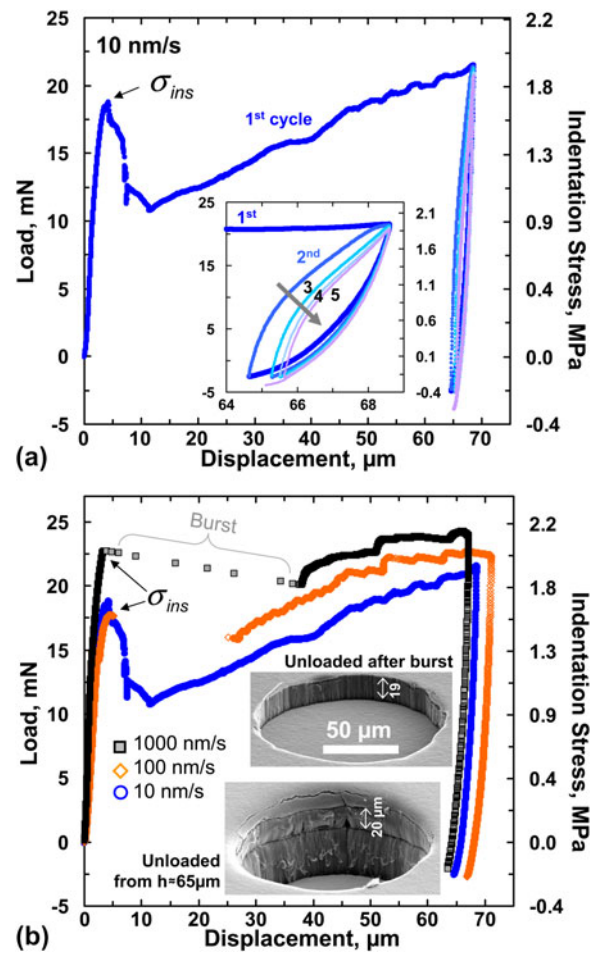 10 nm/s
σins
1st cycle
25
20
15
10
5
0
-5
Load, mN
2.2
1.8
1.3
0.9
0.4
0.0
-0.4
Indentation Stress, MPa
25
15
5
-5
2.1
1.8
1.6
1.1
0.6
0.1
-0.4
1st
2nd
3
4
5
64 66 68
0 10 20 30 40 50 60 70 80
Displacement, µm
(a)
25
20
15
10
5
0
-5
Load, mN
2.2
1.8
1.3
0.9
0.4
0.0
-0.4
Indentation Stress, MPa
Burst
σins
1000 nm/s
100 nm/s
10 nm/s
Unloaded after burst
19
50 µm
20 µm
Unloaded
from h=65µm
0 10 20 30 40 50 60 70 80
Displacement, µm
(b)